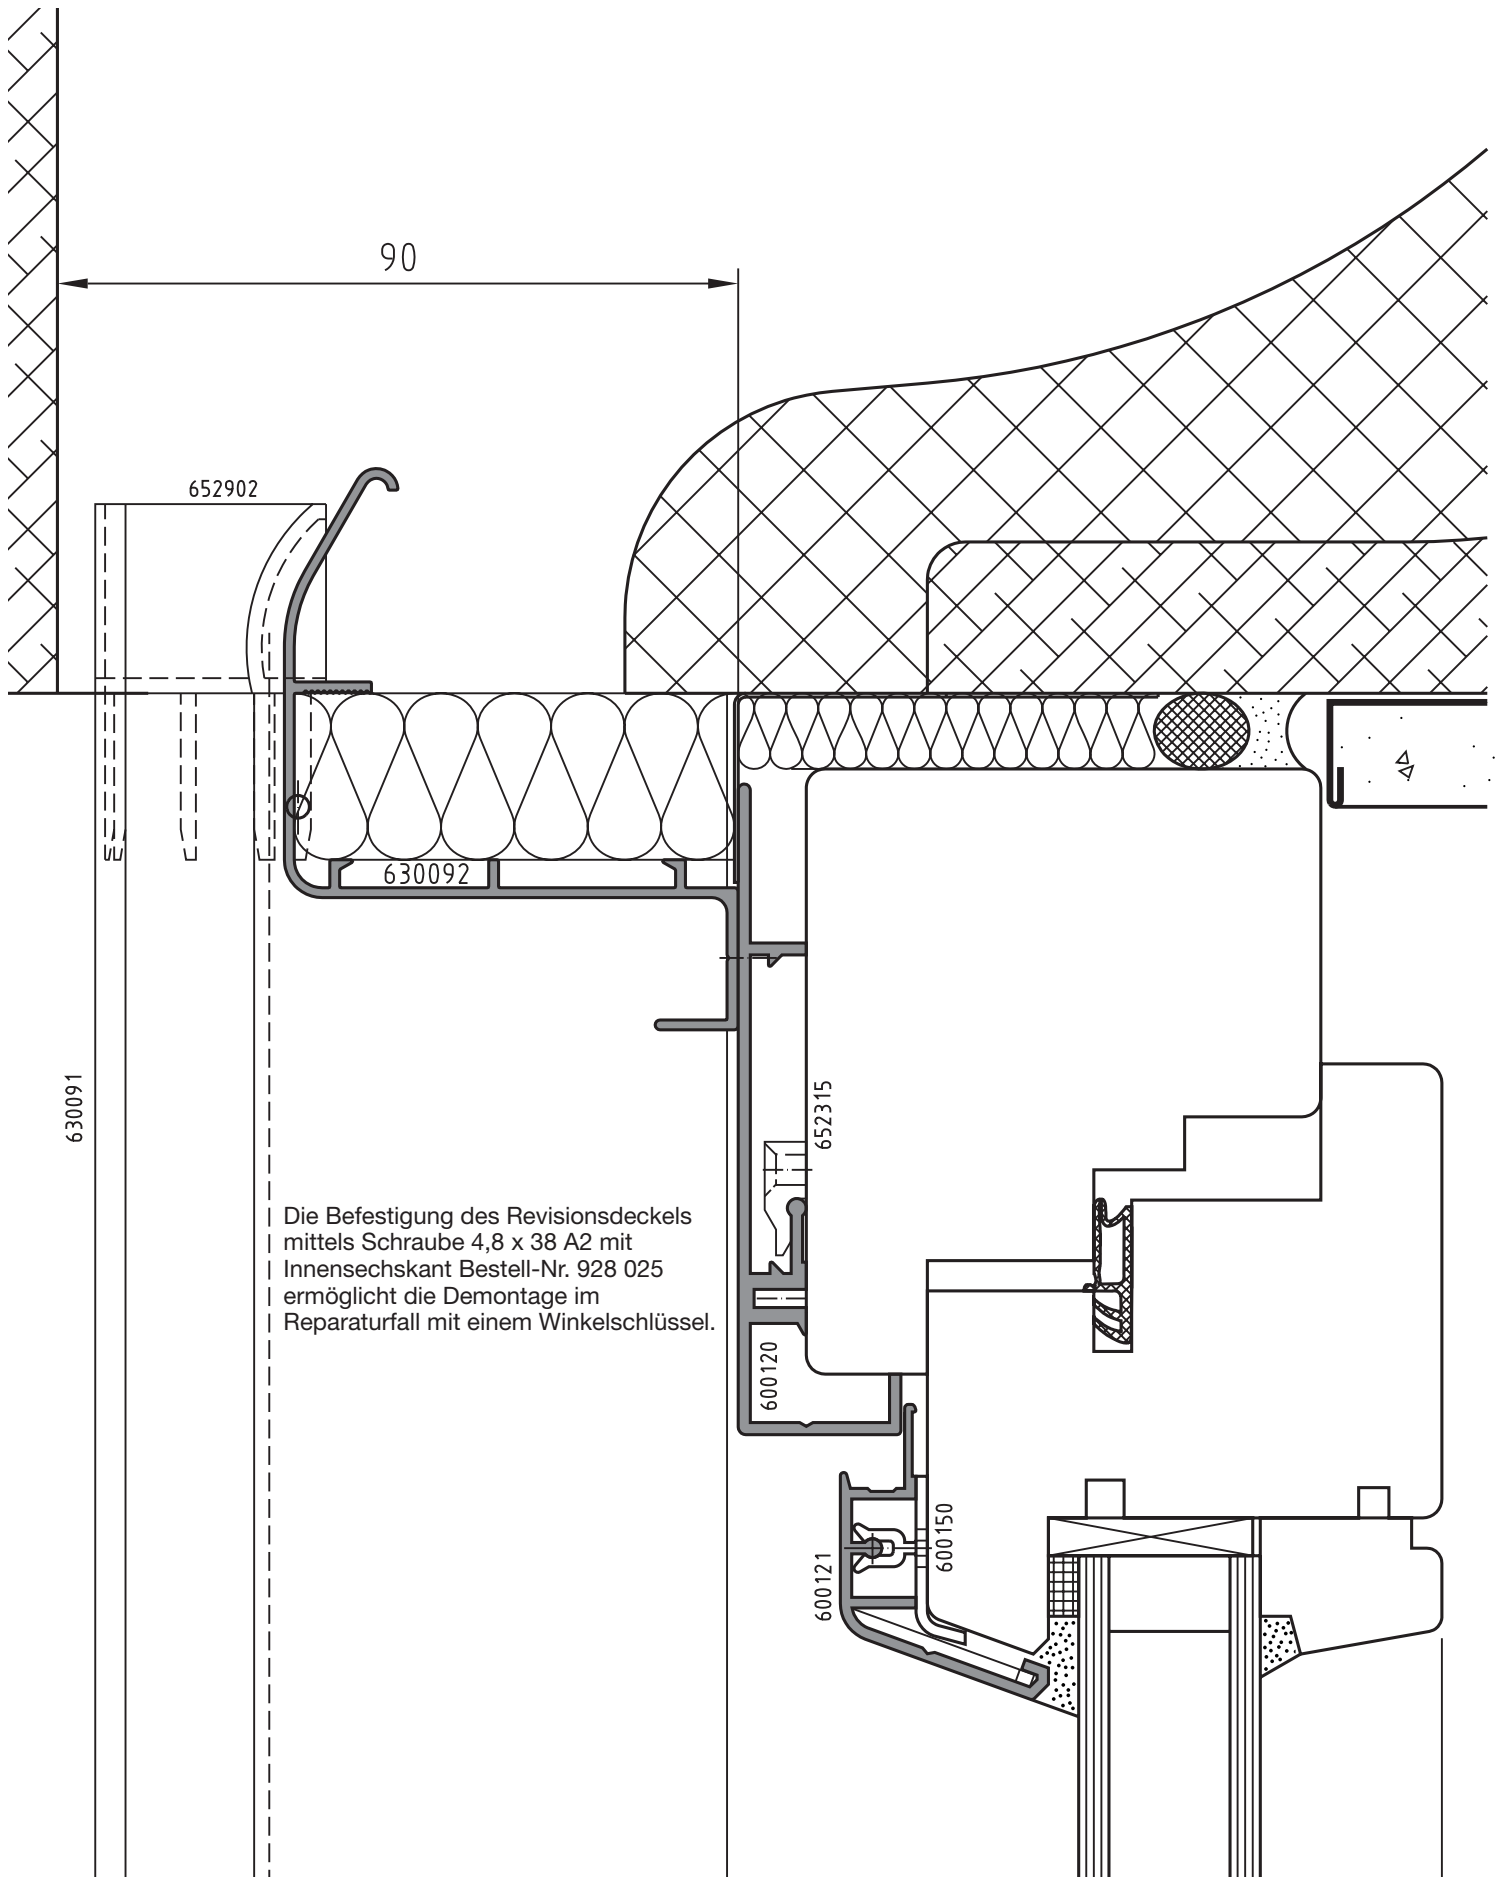 90
652902
630092
630091
652315
Die Befestigung des Revisionsdeckels
mittels Schraube 4,8 x 38 A2 mit
Innensechskant Bestell-Nr. 928 025
ermöglicht die Demontage im
Reparaturfall mit einem Winkelschlüssel.
600120
600150
600121